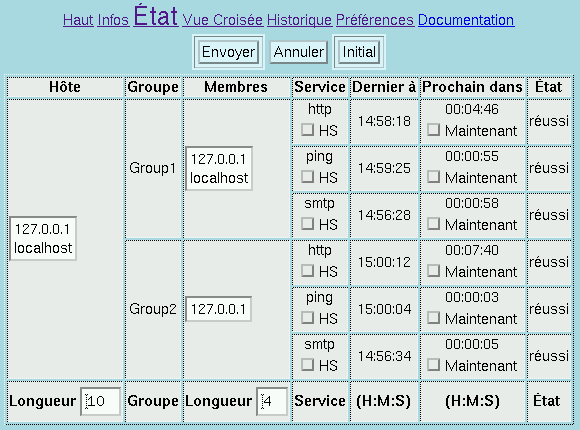 Haut Infos État Vue Croisée Historique Préférences Documentation
Envoyer Annuler Initial
Hôte Groupe Membres Service Dernier à Prochain dans État
127.0.0.1
localhost
Group1
127.0.0.1
localhost
http
HS
14:58:18
00:04:46
Maintenant
réussi
ping
HS
14:59:25
00:00:55
Maintenant
réussi
smtp
HS
14:56:28
00:00:58
Maintenant
réussi
Group2
127.0.0.1
http
HS
15:00:12
00:07:40
Maintenant
réussi
ping
HS
15:00:04
00:00:03
Maintenant
réussi
smtp
HS
14:56:34
00:00:05
Maintenant
réussi
Longueur 10 Groupe Longueur 4 Service (H:M:S) (H:M:S) État